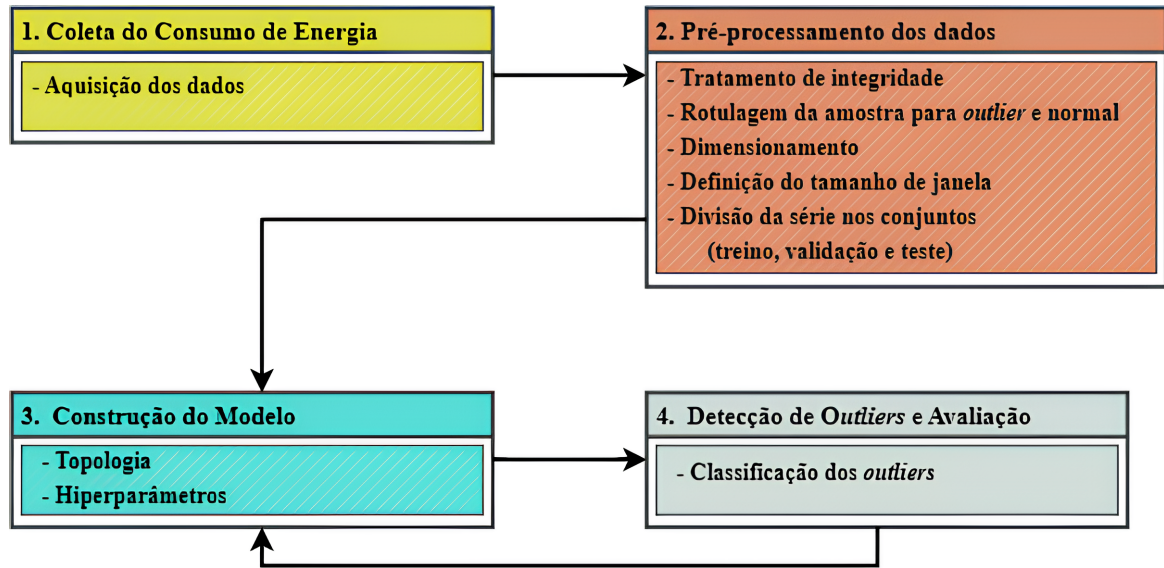 1. Coleta do Consumo de Energia
- Aquisição dos dados
2. Pré-processamento dos dados
- Tratamento de integridade
- Rotulagem da amostra para outlier e normal
- Dimensionamento
- Definição do tamanho de janela
- Divisão da série nos conjuntos
(treino, validação e teste)
3. Construção do Modelo
- Topologia
- Hiperparâmetros
4. Detecção de Outliers e Avaliação
- Classificação dos outliers